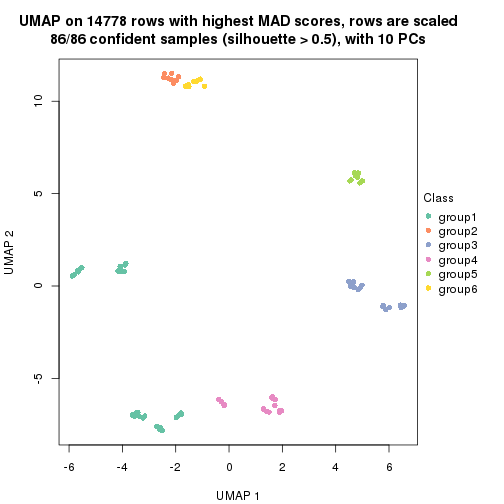 UMAP on 14778 rows with highest MAD scores, rows are scaled
86/86 confident samples (silhouette > 0.5), with 10 PCs
10
5
0
-5
UMAP 2
-6
-4
-2
0
2
4
6
UMAP 1
Class
group1
group2
group3
group4
group5
group6